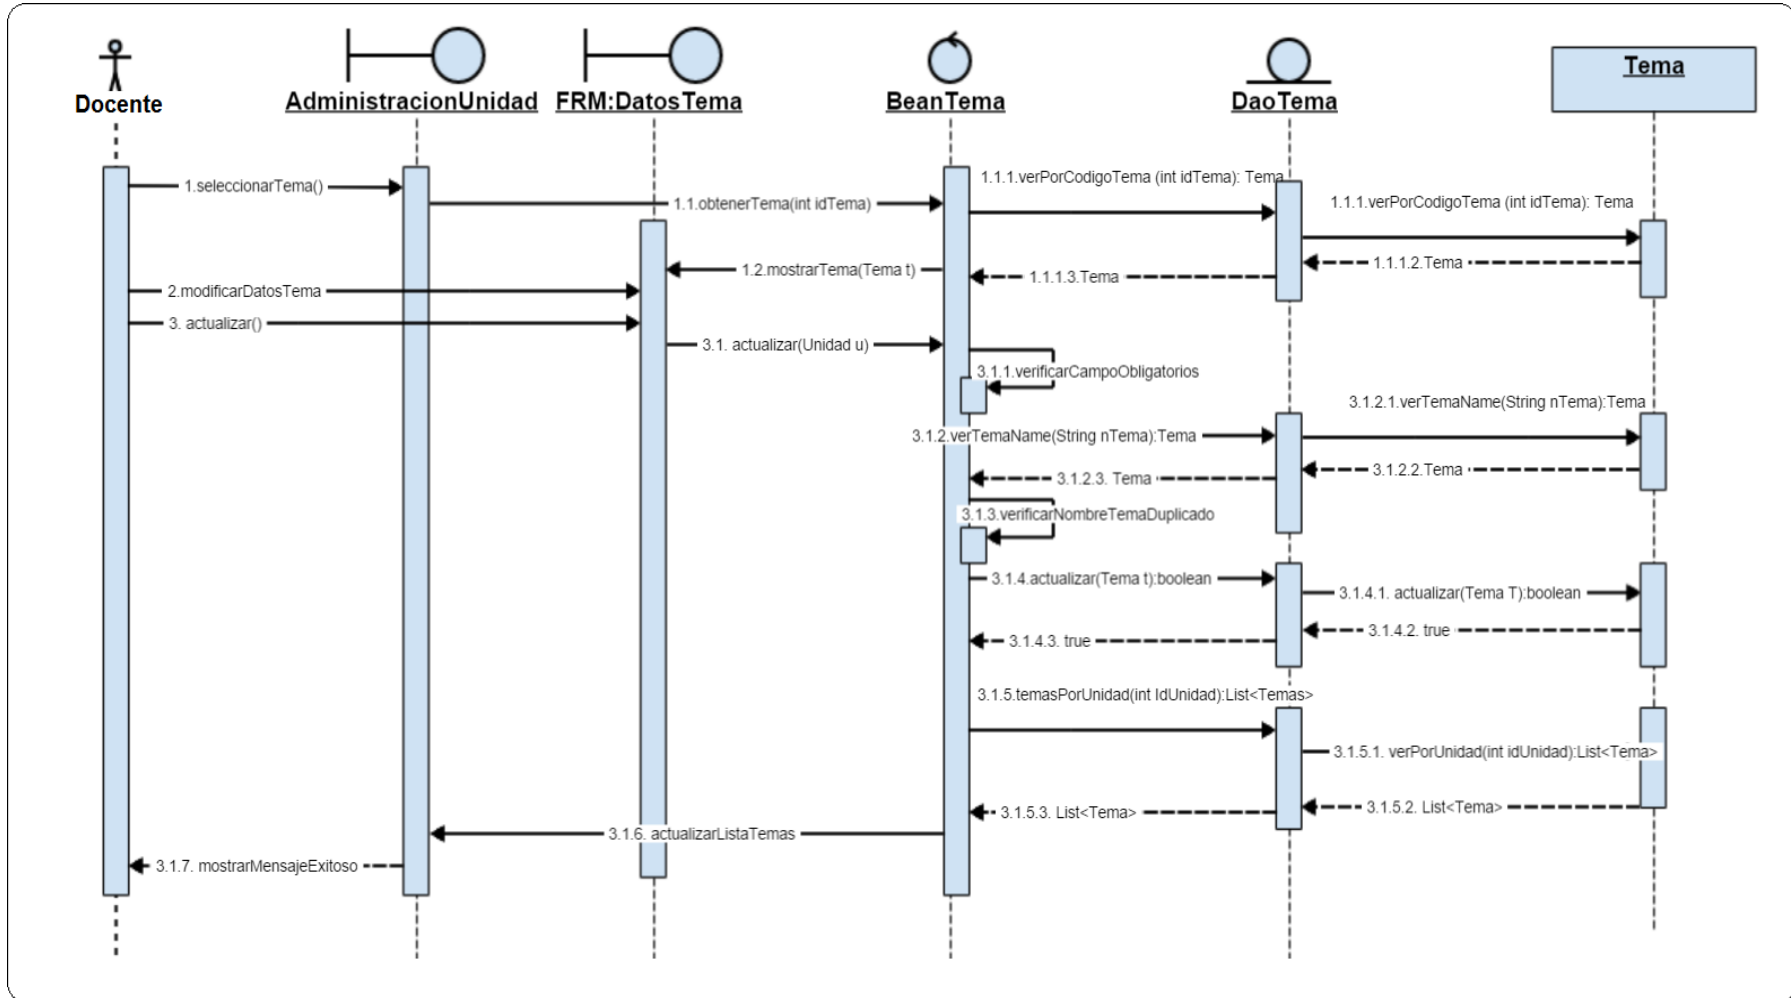 Docente
AdministracionUnidad
FRM:DatosTema
BeanTema
DaoTema
Tema
1.seleccionarTema()
1.1.obtenerTema(int idTema)
1.1.1.verPorCodigoTema (int idTema): Tema
1.1.1.verPorCodigoTema (int idTema): Tema
1.1.1.2.Tema
1.1.1.3.Tema
1.2.mostrarTema(Tema t)
2.modificarDatosTema
3. actualizar()
3.1. actualizar(Unidad u)
3.1.1.verificarCampoObligatorios
3.1.2.verTemaName(String nTema):Tema
3.1.2.1.verTemaName(String nTema):Tema
3.1.2.2.Tema
3.1.2.3. Tema
3.1.3.verificarNombreTemaDuplicado
3.1.4.actualizar(Tema t):boolean
3.1.4.1. actualizar(Tema T):boolean
3.1.4.2. true
3.1.4.3. true
3.1.5.temasPorUnidad(int IdUnidad):List<Temas>
3.1.5.1. verPorUnidad(int idUnidad):List<Tema>
3.1.5.2. List<Tema>
3.1.5.3. List<Tema>
3.1.6. actualizarListaTemas
3.1.7. mostrarMensajeExitoso